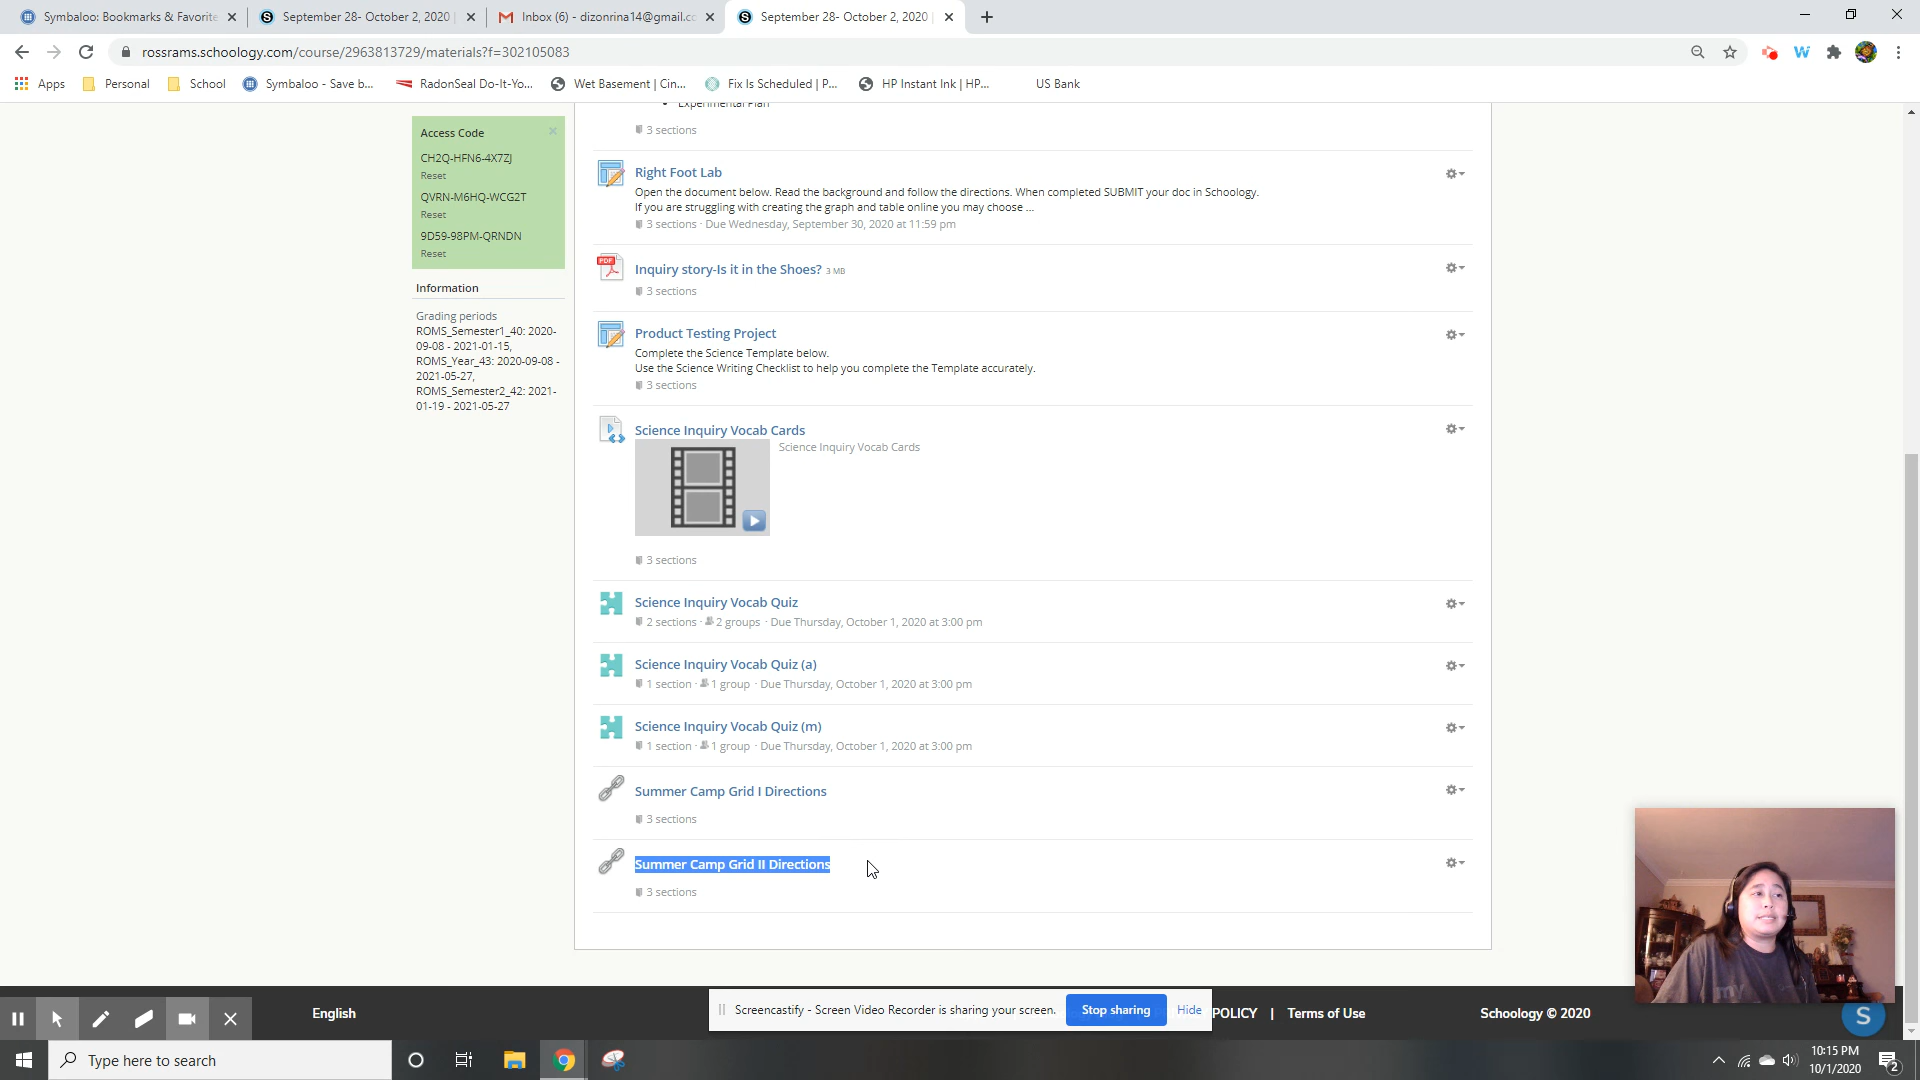 Symbaloo: Bookmarks & Favorite
September 28- October 2, 2020 |
Inbox (6) - dizonrina14@gmail.co
September 28- October 2, 2020 |
rossrams.schoology.com/course/2963813729/materials?f=302105083
Apps
Personal
School
Symbaloo - Save b...
RadonSeal Do-It-Yo...
Wet Basement | Cin...
Fix Is Scheduled | P...
HP Instant Ink | HP...
US Bank
Access Code
CH2Q-HFN6-4X7ZJ
Reset
QVRN-M6HQ-WCG2T
Reset
9D59-98PM-QRNDN
Reset
Information
Grading periods
ROMS_Semester1_40: 2020-
09-08 - 2021-01-15,
ROMS_Year_43: 2020-09-08 -
2021-05-27,
ROMS_Semester2_42: 2021-
01-19 - 2021-05-27
Experimental Plan
3 sections
Right Foot Lab
Open the document below. Read the background and follow the directions. When completed SUBMIT your doc in Schoology.
If you are struggling with creating the graph and table online you may choose ...
3 sections · Due Wednesday, September 30, 2020 at 11:59 pm
PDF
Inquiry story-Is it in the Shoes? 3 MB
3 sections
Product Testing Project
Complete the Science Template below.
Use the Science Writing Checklist to help you complete the Template accurately.
3 sections
Science Inquiry Vocab Cards
Science Inquiry Vocab Cards
3 sections
Science Inquiry Vocab Quiz
2 sections · 2 groups · Due Thursday, October 1, 2020 at 3:00 pm
Science Inquiry Vocab Quiz (a)
1 section · 1 group · Due Thursday, October 1, 2020 at 3:00 pm
Science Inquiry Vocab Quiz (m)
1 section · 1 group · Due Thursday, October 1, 2020 at 3:00 pm
Summer Camp Grid I Directions
3 sections
Summer Camp Grid II Directions
3 sections
English
Screencastify - Screen Video Recorder is sharing your screen.
Stop sharing
Hide
POLICY | Terms of Use
Schoology © 2020
S
Type here to search
10:15 PM
10/1/2020
2